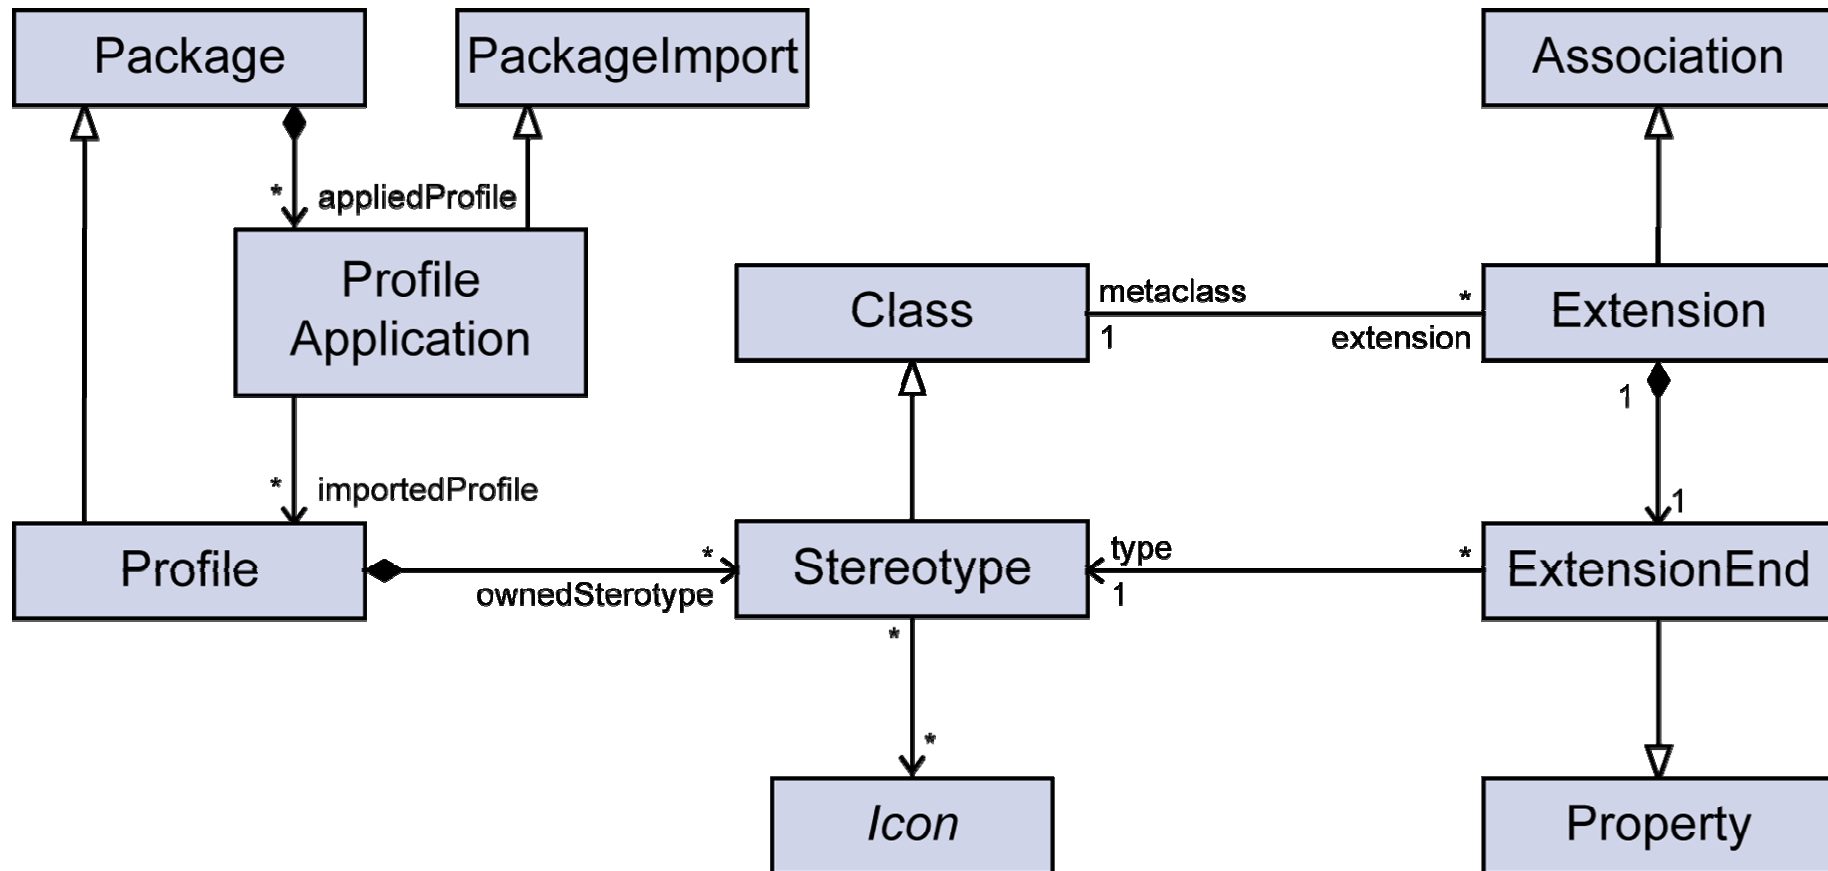 Package
PackageImport
Association
* appliedProfile
Profile
Application
Class
metaclass
*
1
extension
Extension
1
* importedProfile
1
Profile
*
ownedSterotype
Stereotype
type
*
1
ExtensionEnd
*
*
Icon
Property